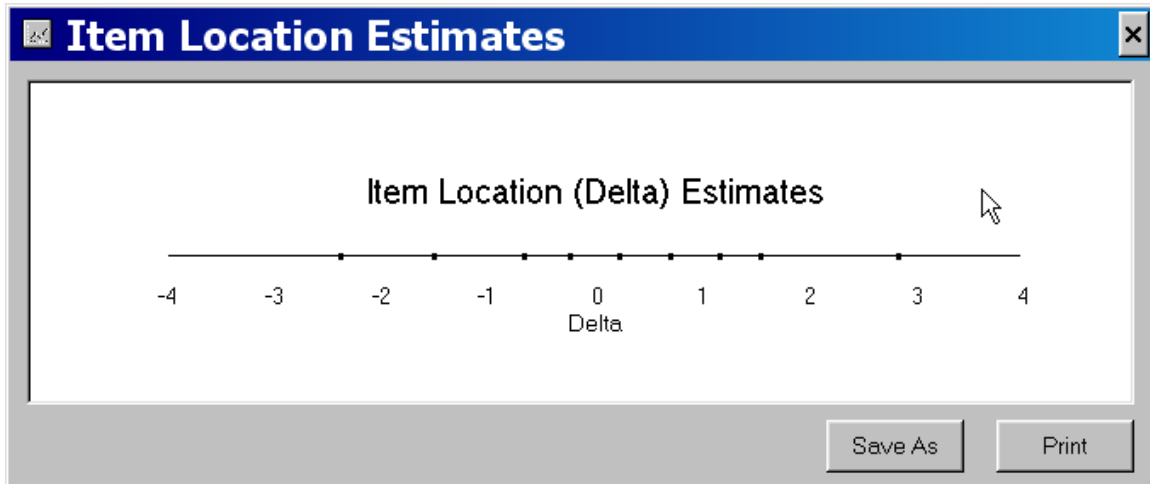 Item Location Estimates
Item Location (Delta) Estimates
-4 -3 -2 -1 0 1 2 3 4
Delta
Save As Print